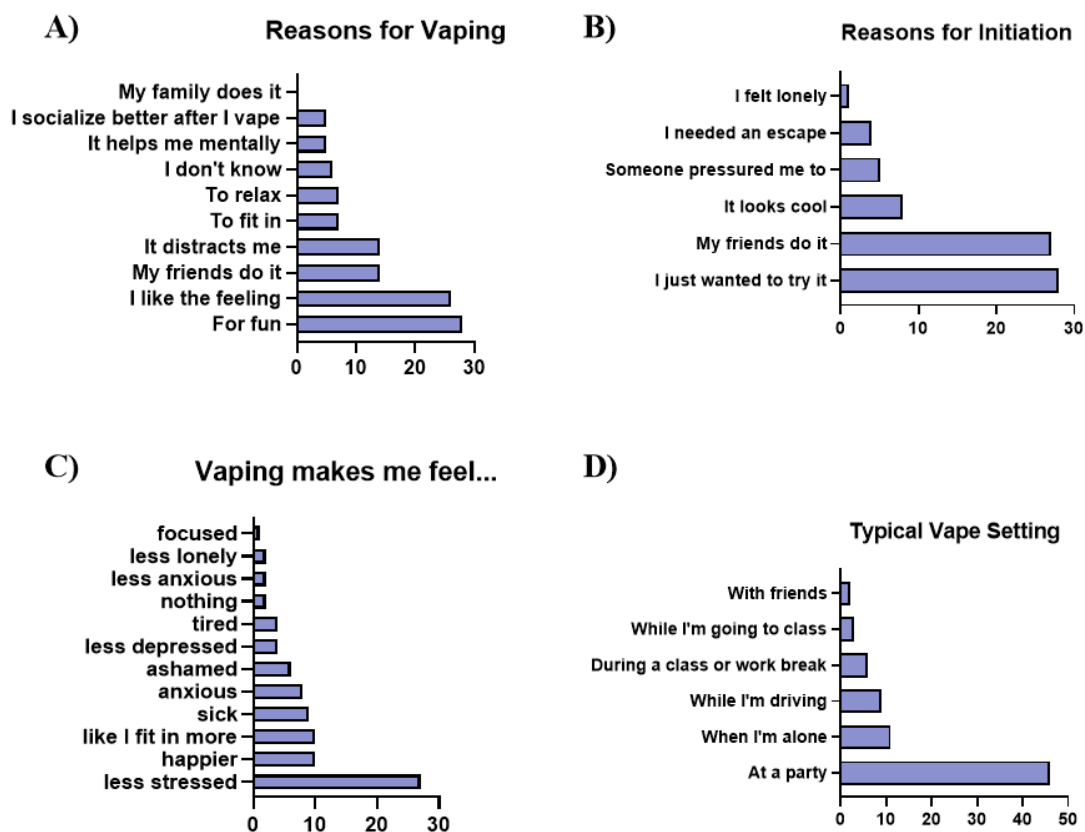 A)
Reasons for Vaping
My family does it
I socialize better after I vape
It helps me mentally
I don't know
To relax
To fit in
It distracts me
My friends do it
I like the feeling
For fun
0 10 20 30
B)
Reasons for Initiation
I felt lonely
I needed an escape
Someone pressured me to
It looks cool
My friends do it
I just wanted to try it
0 10 20 30
C)
Vaping makes me feel...
focused
less lonely
less anxious
nothing
tired
less depressed
ashamed
anxious
sick
like I fit in more
happier
less stressed
0 10 20 30
D)
Typical Vape Setting
With friends
While I'm going to class
During a class or work break
While I'm driving
When I'm alone
At a party
0 10 20 30 40 50